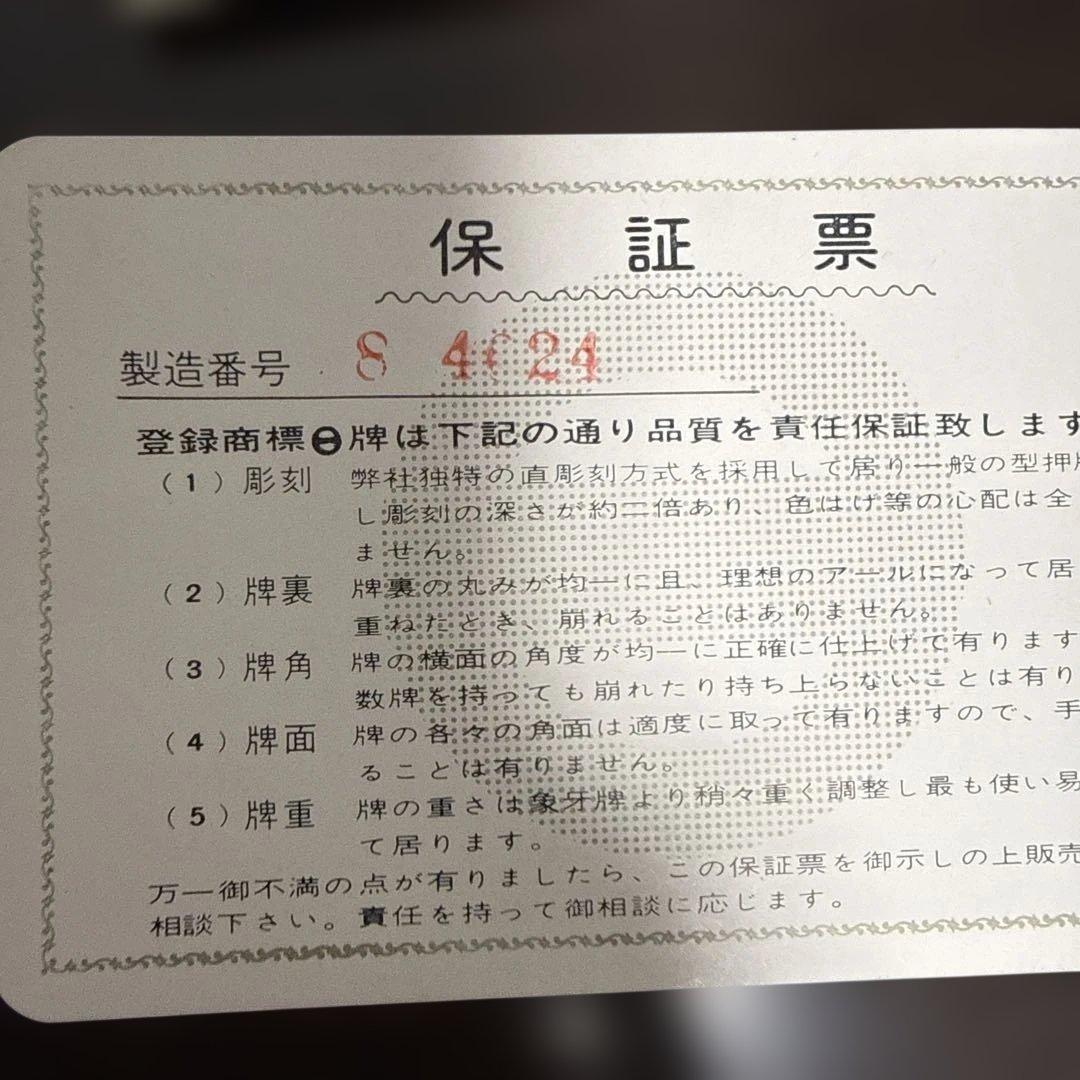 保証票
製造番号 8 4624
登録商標⊖牌は下記の通り品質を責任保証致します
(1)彫刻 弊社独特の直彫刻方式を採用して居り一般の型押牌
し彫刻の深さが約二倍あり、色はげ等の心配は全
ません。
(2)牌裏 牌裏の丸みが均一に且、理想のアールになって居
重ねたとき、崩れることはありません。
(3)牌角 牌の横面の角度が均一に正確に仕上げて有ります
数牌を持っても崩れたり持ち上らないことは有り
(4)牌面 牌の各々の角面は適度に取って有りますので、手
ることは有りません。
(5)牌重 牌の重さは象牙牌より稍々重く調整し最も使い易
て居ります。
万一御不満の点が有りましたら、この保証票を御示しの上販売
相談下さい。責任を持って御相談に応じます。